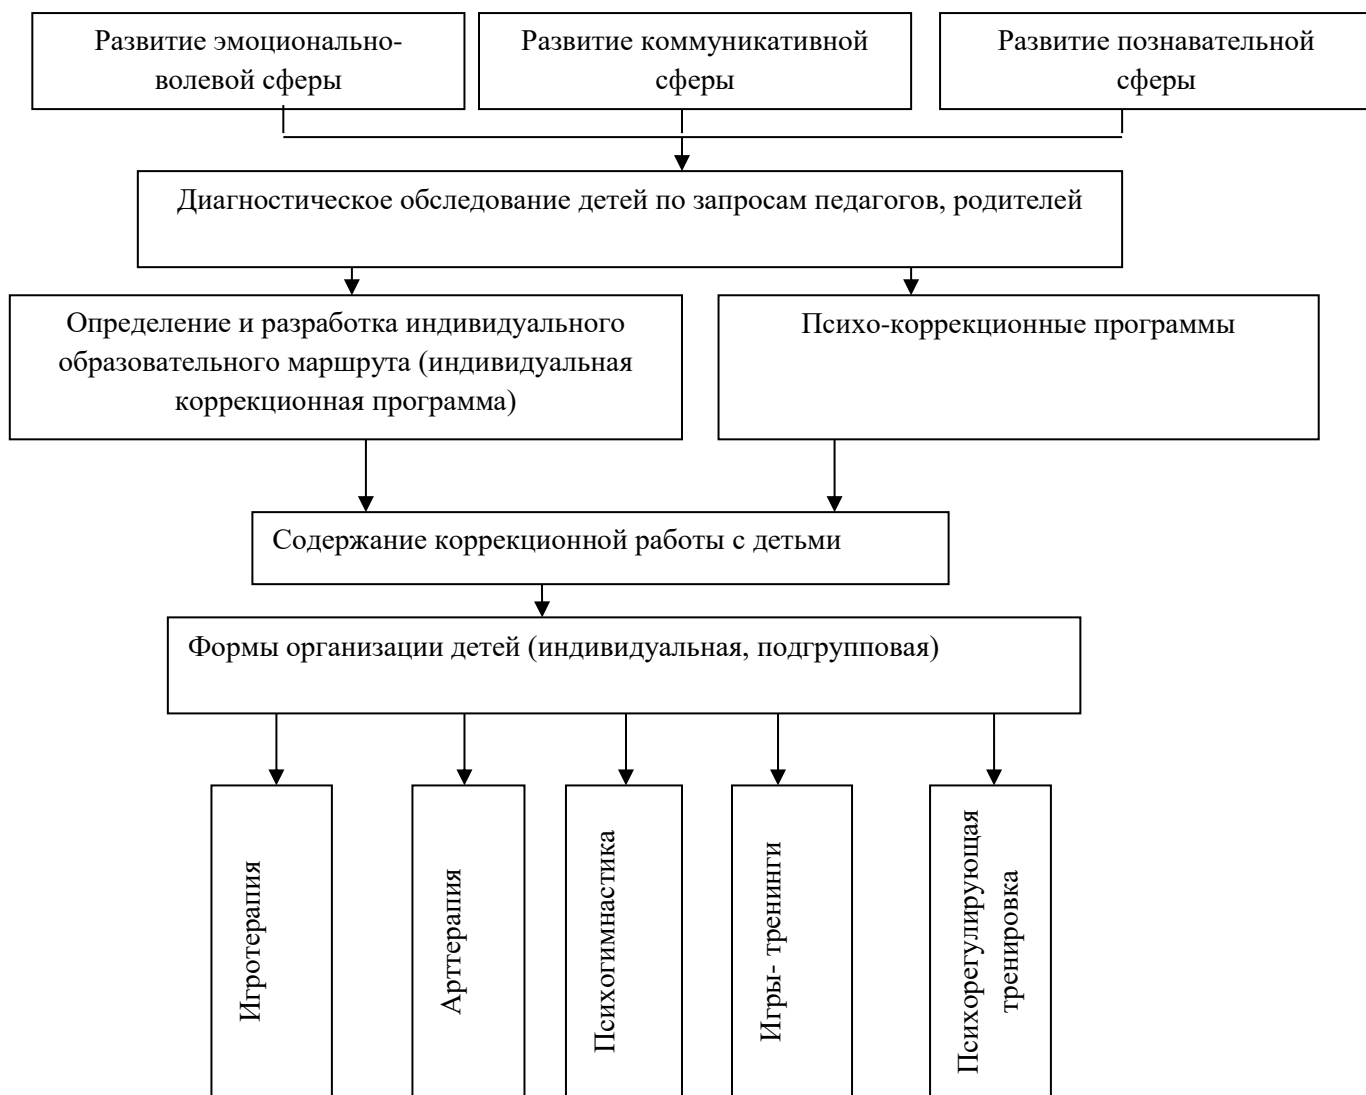 Развитие эмоционально-
волевой сферы
Развитие коммуникативной
сферы
Развитие познавательной
сферы
Диагностическое обследование детей по запросам педагогов, родителей
Определение и разработка индивидуального
образовательного маршрута (индивидуальная
коррекционная программа)
Психо-коррекционные программы
Содержание коррекционной работы с детьми
Формы организации детей (индивидуальная, подгрупповая)
Игротерапия
Арттерапия
Психогимнастика
Игры- тренинги
Психорегулирующая
тренировка